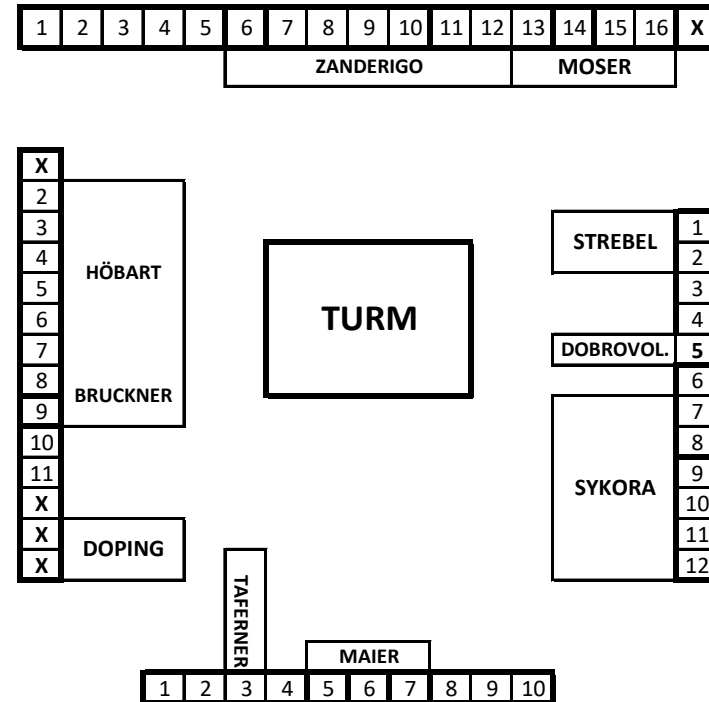 1 2 3 4 5 6 7 8 9 10 11 12 13 14 15 16 X
ZANDERIGO MOSER
X
2
3 1
STREBEL
4 2
HÖBART
5 3
6 4
TURM
7 DOBROVOL. 5
8 6
BRUCKNER
9 7
10 8
11 9
SYKORA
X 10
X 11
DOPING
X 12
TAFERNER
MAIER
1 2 3 4 5 6 7 8 9 10